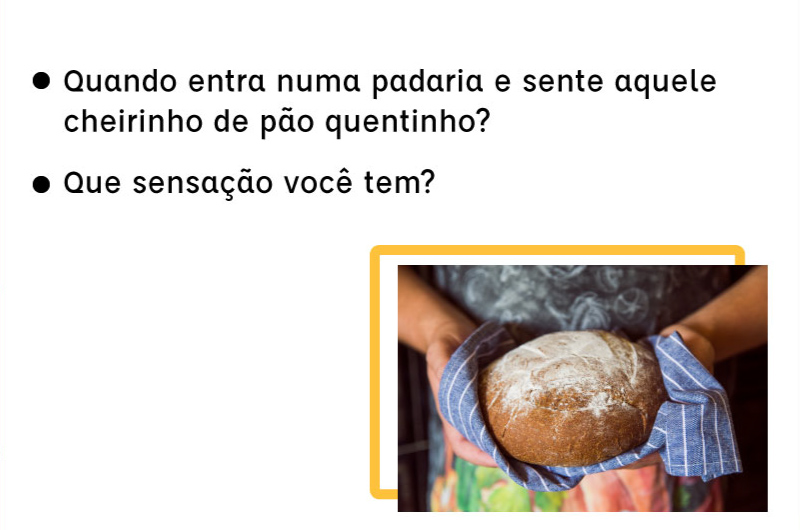 ● Quando entra numa padaria e sente aquele
cheirinho de pão quentinho?
● Que sensação você tem?